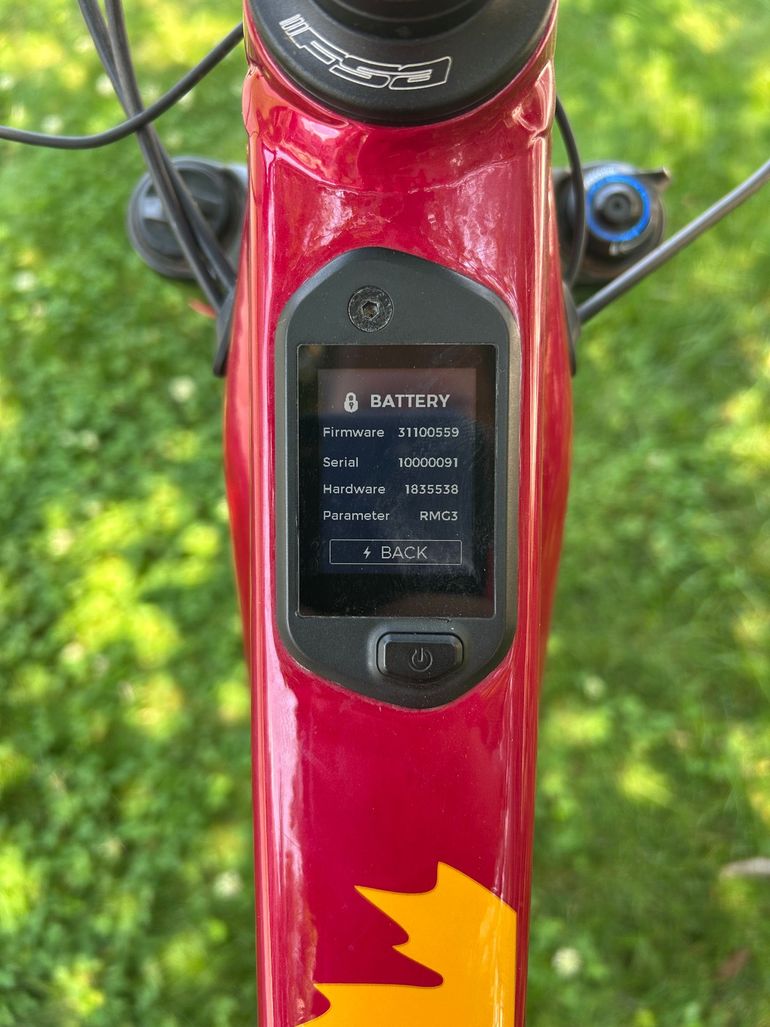 FSA
BATTERY
Firmware 31100559
Serial 10000091
Hardware 1835538
Parameter RMG3
BACK